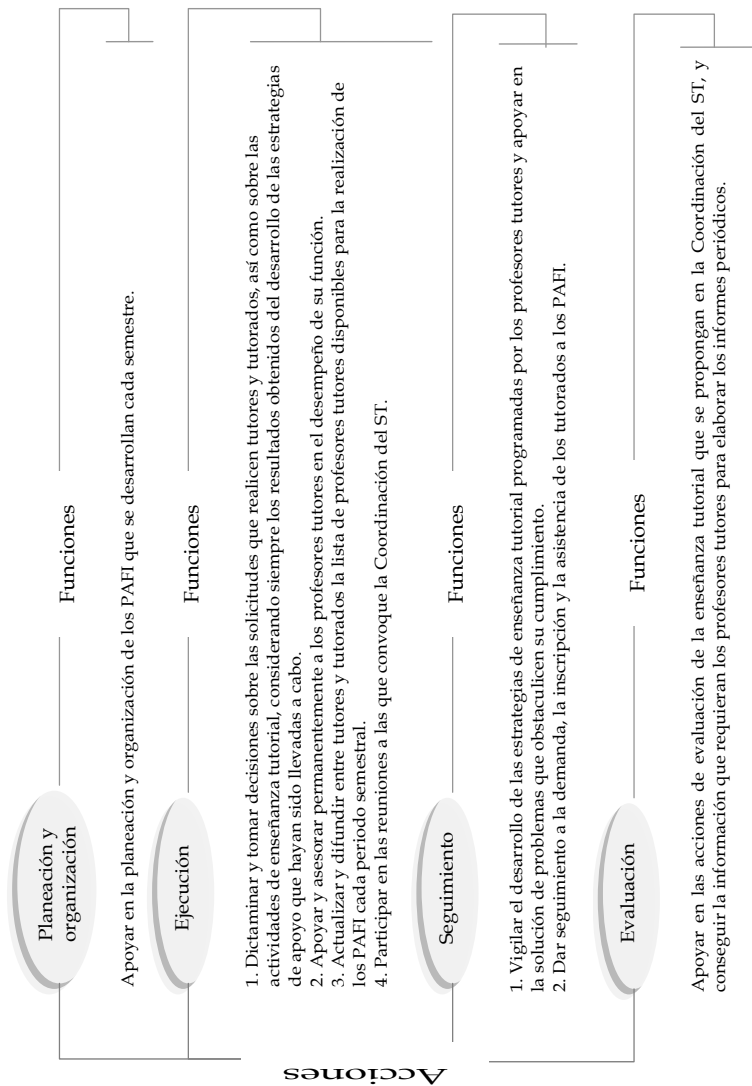 Acciones
Planeación y
organización
Funciones
Apoyar en la planeación y organización de los PAFI que se desarrollan cada semestre.
Ejecución
Funciones
1. Dictaminar y tomar decisiones sobre las solicitudes que realicen tutores y tutorados, así como sobre las
actividades de enseñanza tutorial, considerando siempre los resultados obtenidos del desarrollo de las estrategias
de apoyo que hayan sido llevadas a cabo.
2. Apoyar y asesorar permanentemente a los profesores tutores en el desempeño de su función.
3. Actualizar y difundir entre tutores y tutorados la lista de profesores tutores disponibles para la realización de
los PAFI cada periodo semestral.
4. Participar en las reuniones a las que convoque la Coordinación del ST.
Seguimiento
Funciones
1. Vigilar el desarrollo de las estrategias de enseñanza tutorial programadas por los profesores tutores y apoyar en
la solución de problemas que obstaculicen su cumplimiento.
2. Dar seguimiento a la demanda, la inscripción y la asistencia de los tutorados a los PAFI.
Evaluación
Funciones
Apoyar en las acciones de evaluación de la enseñanza tutorial que se propongan en la Coordinación del ST, y
conseguir la información que requieran los profesores tutores para elaborar los informes periódicos.